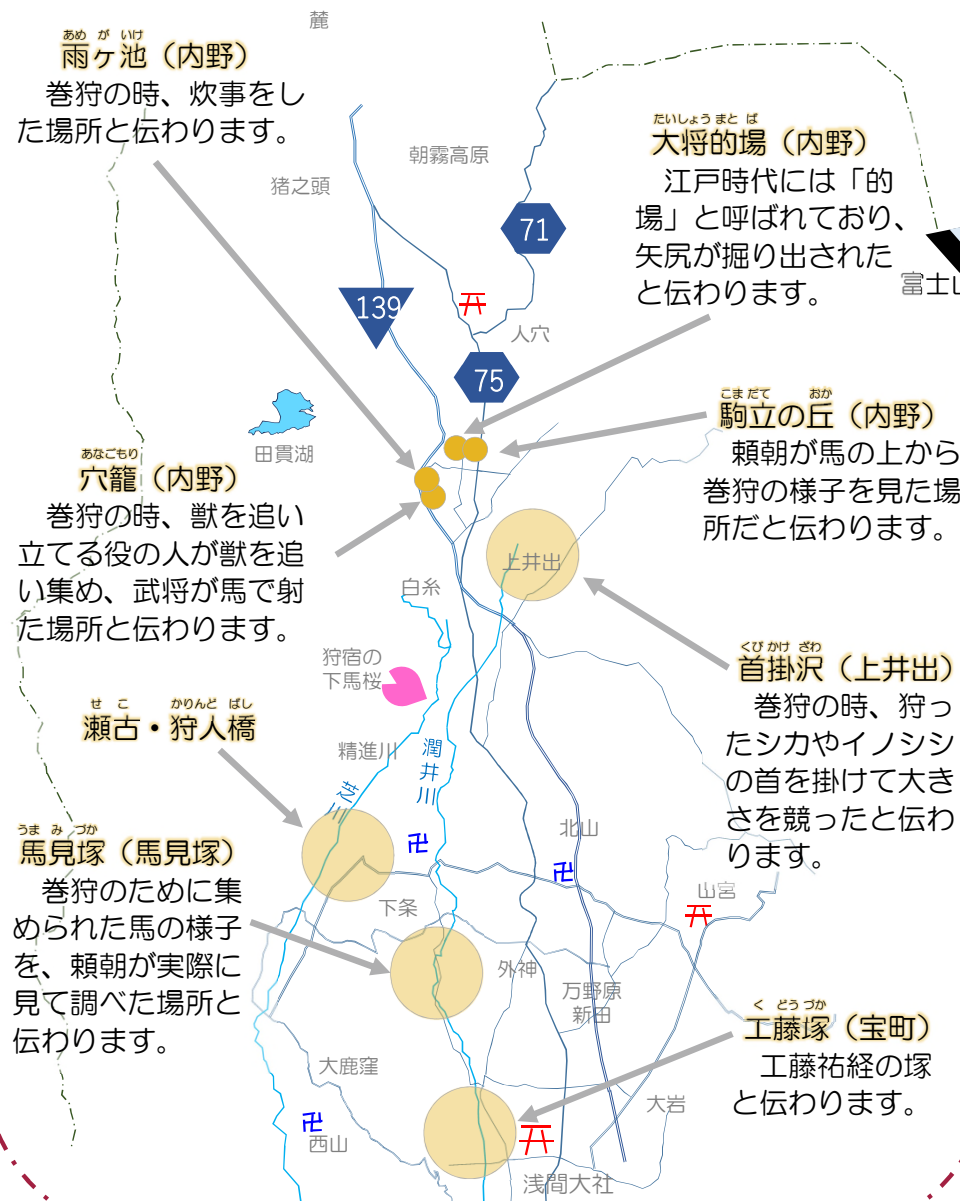 麓
あめ が いけ
雨ヶ池（内野）
巻狩の時、炊事をし
た場所と伝わります。
朝霧高原
猪之頭
たいしょう まと ば
大将的場（内野）
江戸時代には「的
場」と呼ばれており、
矢尻が掘り出された
と伝わります。
71
富士山
139
人穴
75
こま だて おか
駒立の丘（内野）
頼朝が馬の上から
巻狩の様子を見た場
所だと伝わります。
田貫湖
あなごもり
穴籠（内野）
巻狩の時、獣を追い
立てる役の人が獣を追
い集め、武将が馬で射
た場所と伝わります。
上井出
白糸
狩宿の
下馬桜
くび かけ ざわ
首掛沢（上井出）
巻狩の時、狩っ
たシカやイノシシ
の首を掛けて大き
さを競ったと伝わ
ります。
せ こ かりんど ばし
瀬古・狩人橋
精進川
潤井川
芝川
うま み づか
馬見塚（馬見塚）
巻狩のために集
められた馬の様子
を、頼朝が実際に
見て調べた場所と
伝わります。
北山
山宮
下条
外神
万野原
新田
く どう づか
工藤塚（宝町）
工藤祐経の塚
と伝わります。
大鹿窪
大岩
西山
浅間大社